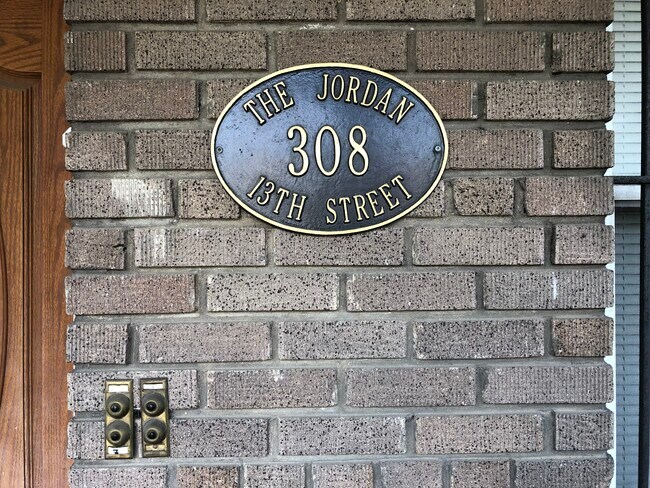 THE JORDAN
308
13TH STREET